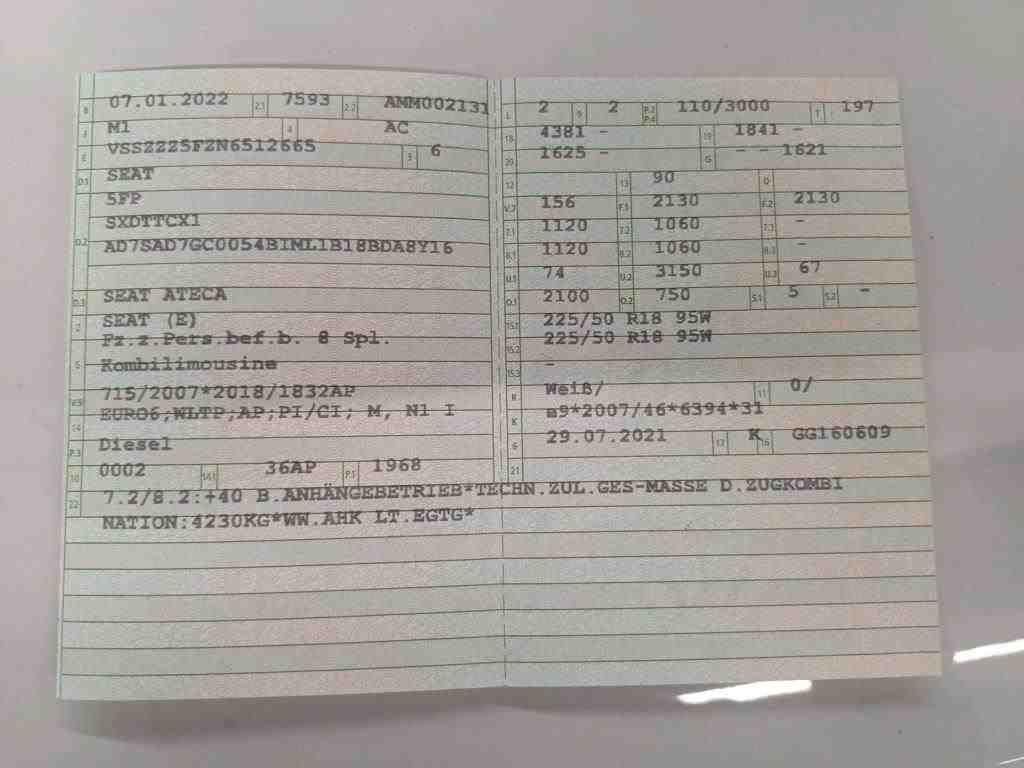 B 07.01.2022 2.1 7593 2.2 AMM002131
J M1 4 AC
E VSSZZZ5FZN6512665 3 6
D.1 SEAT
5FP
D.2 SXDTTCX1
AD7SAD7GC0054BIML1B18BDA8Y16
D.3 SEAT ATECA
2 SEAT (E)
5 Fz.z.Pers.bef.b. 8 Spl.
Kombilimousine
V.9 715/2007*2018/1832AP
14 EURO6;WLTP;AP;PI/CI; M, N1 I
P.3 Diesel
10 0002 14.1 36AP P.1 1968
L 2 9 2 P.2 P.4 110/3000 T 197
18 4381 - 19 1841 -
20 1625 - G - - 1621
12 13 90 Q
V.7 156 F.1 2130 F.2 2130
7.1 1120 7.2 1060 7.3 -
8.1 1120 8.2 1060 8.3 -
U.1 74 U.2 3150 U.3 67
O.1 2100 O.2 750 S.1 5 S.2 -
15.1 225/50 R18 95W
15.2 225/50 R18 95W
15.3 -
R Weiß/ 11 0/
K e9*2007/46*6394*31
6 29.07.2021 17 K 16 GG160609
21
22 7.2/8.2:+40 B.ANHÄNGEBETRIEB*TECHN.ZUL.GES-MASSE D.ZUGKOMBI
NATION:4230KG*WW.AHK LT.EGTG*